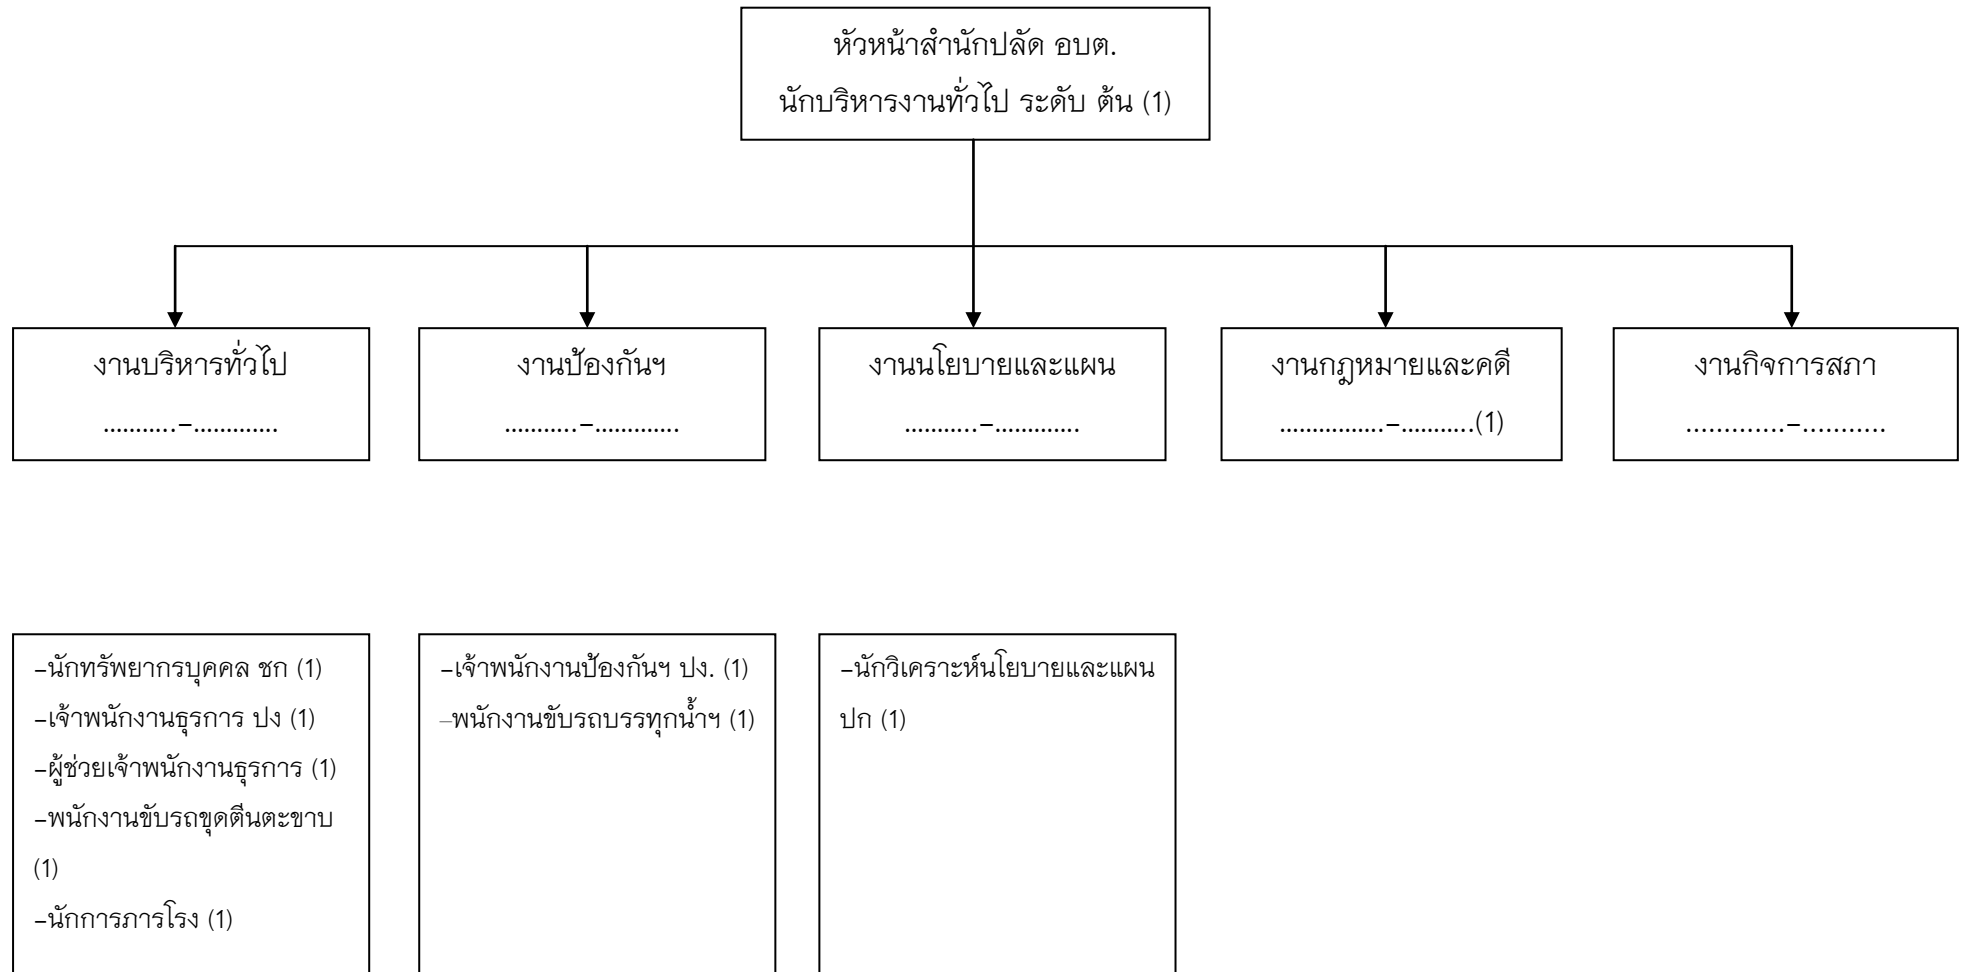 หัวหน้าสำนักปลัด อบต.
นักบริหารงานทั่วไป ระดับ ต้น (1)
งานบริหารทั่วไป
...........–.............
งานป้องกันฯ
...........–.............
งานนโยบายและแผน
...........–.............
งานกฎหมายและคดี
................–...........(1)
งานกิจการสภา
.............–...........
–นักทรัพยากรบุคคล ชก (1)
–เจ้าพนักงานธุรการ ปง (1)
–ผู้ช่วยเจ้าพนักงานธุรการ (1)
–พนักงานขับรถขุดตีนตะขาบ
(1)
–นักการภารโรง (1)
–เจ้าพนักงานป้องกันฯ ปง. (1)
–พนักงานขับรถบรรทุกน้ำฯ (1)
–นักวิเคราะห์นโยบายและแผน
ปก (1)